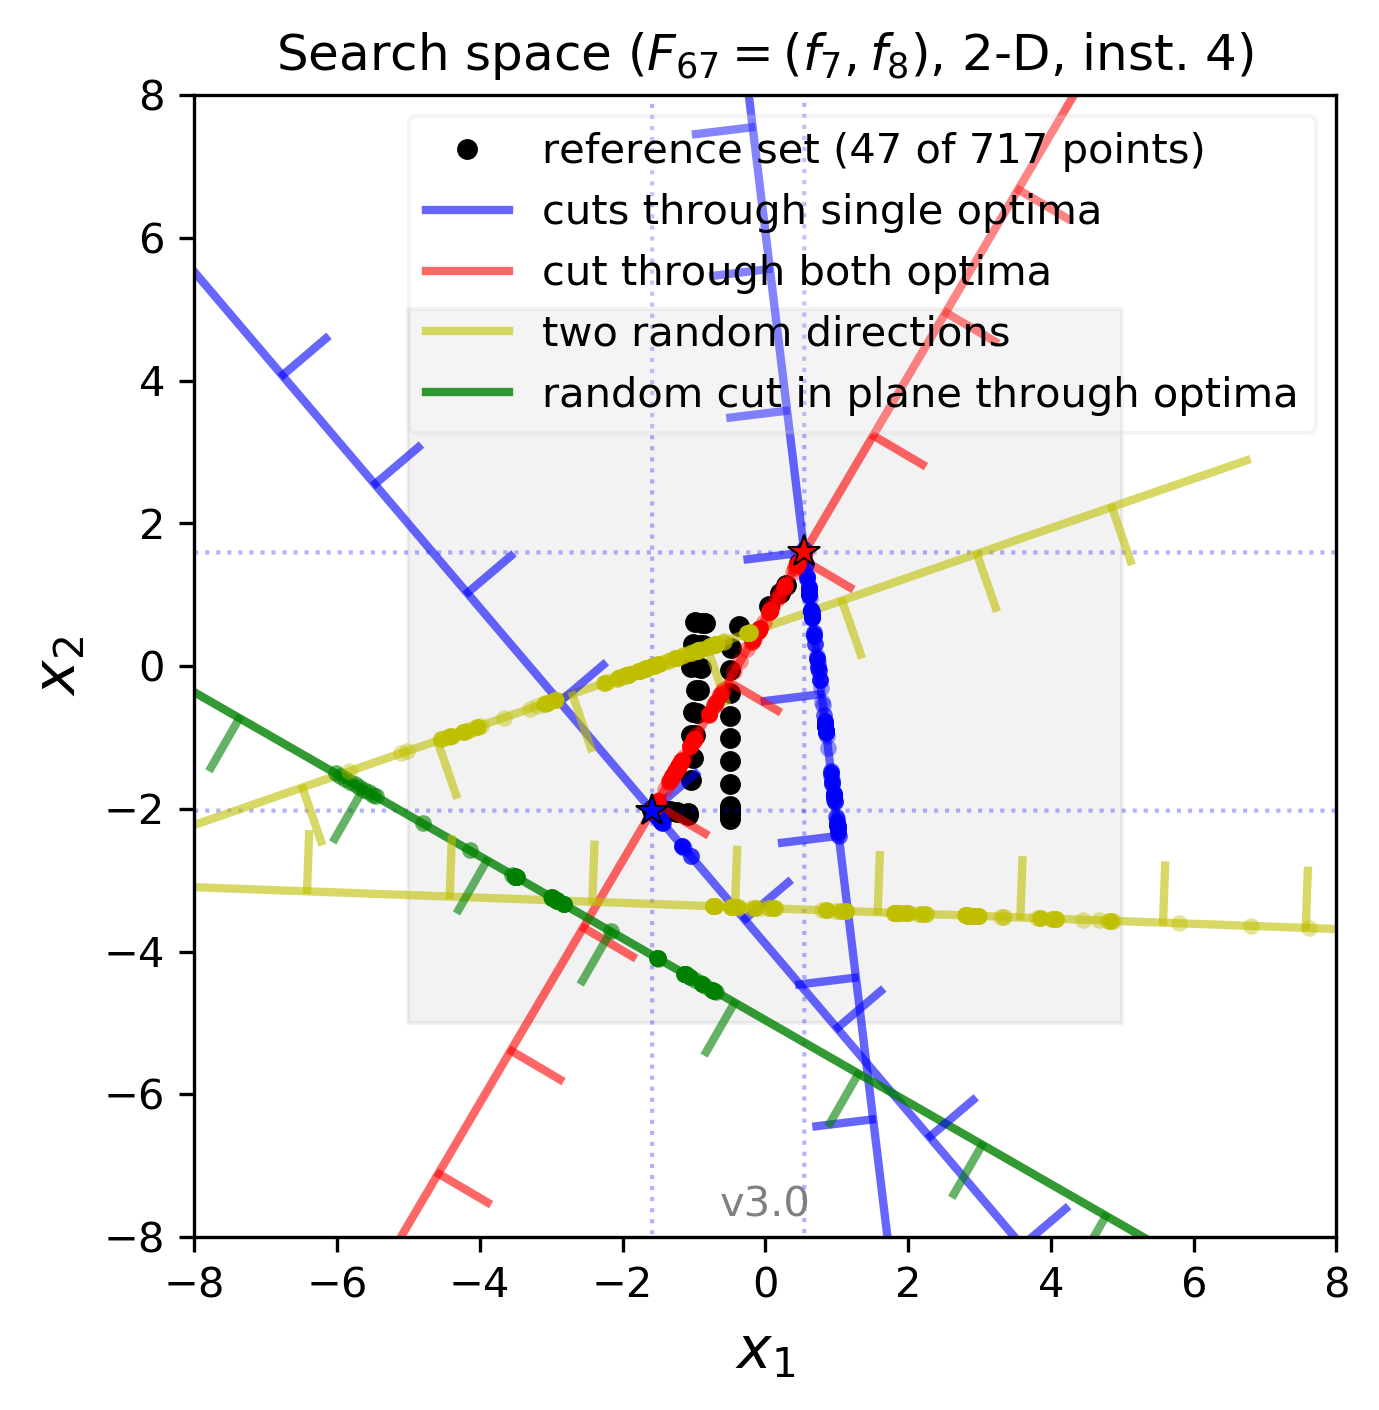 Search space (F67 = (f7, f8), 2-D, inst. 4)
8
6
4
2
0
−2
−4
−6
−8
x2
reference set (47 of 717 points)
cuts through single optima
cut through both optima
two random directions
random cut in plane through optima
v3.0
−8 −6 −4 −2 0 2 4 6 8
x1